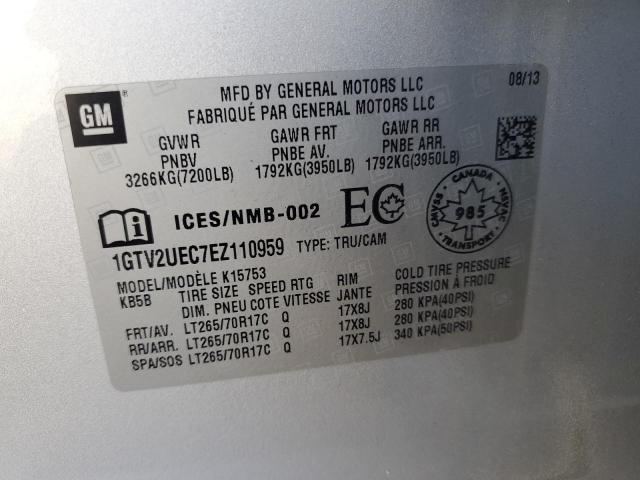 GM
MFD BY GENERAL MOTORS LLC
FABRIQUÉ PAR GENERAL MOTORS LLC
08/13
GVWR GAWR FRT GAWR RR
PNBV PNBE AV. PNBE ARR.
3266KG(7200LB) 1792KG(3950LB) 1792KG(3950LB)
ICES/NMB-002 EC
CANADA
CMVSS 985 NSVAC
TRANSPORT
1GTV2UEC7EZ110959 TYPE: TRU/CAM
MODEL/MODÈLE K15753
KB5B TIRE SIZE SPEED RTG RIM COLD TIRE PRESSURE
DIM. PNEU COTE VITESSE JANTE PRESSION À FROID
FRT/AV. LT265/70R17C Q 17X8J 280 KPA(40PSI)
RR/ARR. LT265/70R17C Q 17X8J 280 KPA(40PSI)
SPA/SOS LT265/70R17C Q 17X7.5J 340 KPA(50PSI)